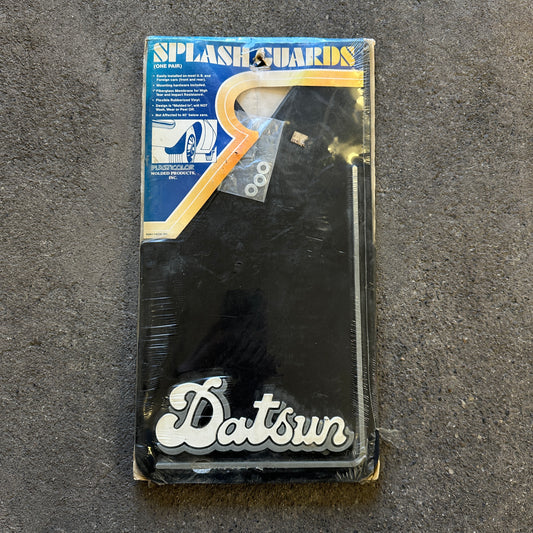 SPLASH GUARDS
(ONE PAIR)
• Easily installed on most U.S. and
Foreign cars (front and rear).
• Mounting hardware included.
• Fiberglass Membrane for High
Tear and Impact Resistance.
• Flexible Rubberized Vinyl.
• Design is "Molded In", will NOT
Wash, Wear or Peel Off.
• Not Affected to 40° below zero.
PLASTICOLOR
MOLDED PRODUCTS,
INC.
Datsun